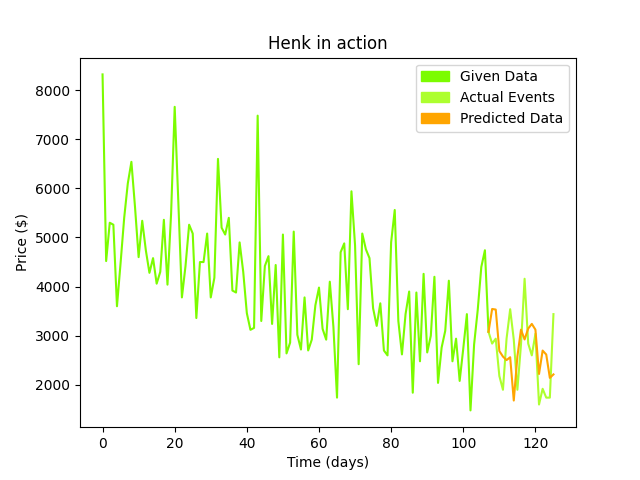 Henk in action
Given Data
Actual Events
Predicted Data
Price ($)
8000
7000
6000
5000
4000
3000
2000
0 20 40 60 80 100 120
Time (days)